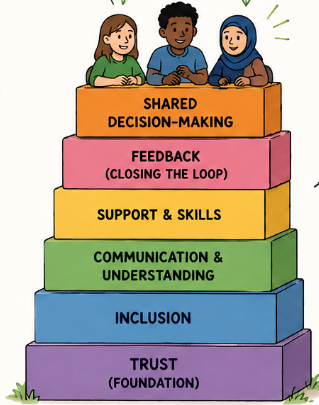 SHARED
DECISION-MAKING
FEEDBACK
(CLOSING THE LOOP)
SUPPORT & SKILLS
COMMUNICATION &
UNDERSTANDING
INCLUSION
TRUST
(FOUNDATION)